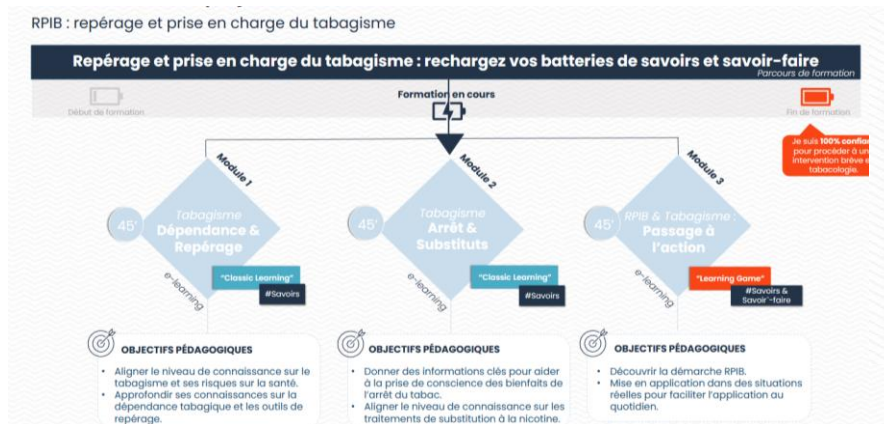 RPIB : repérage et prise en charge du tabagisme
Repérage et prise en charge du tabagisme : rechargez vos batteries de savoirs et savoir-faire
Parcours de formation
Début de formation
Formation en cours
Fin de formation
Je suis 100% confiant
pour procéder à un
intervention brève e
tabacologie.
Module 1
45'
Tabagisme
Dépendance &
Repérage
"Classic Learning"
#Savoirs
e-learning
Module 2
45'
Tabagisme
Arrêt &
Substituts
"Classic Learning"
#Savoirs
e-learning
Module 3
45'
RPIB & Tabagisme :
Passage à
l'action
"Learning Game"
#Savoirs &
Savoir'-faire
e-learning
OBJECTIFS PÉDAGOGIQUES
• Aligner le niveau de connaissance sur le
tabagisme et ses risques sur la santé.
• Approfondir ses connaissances sur la
dépendance tabagique et les outils de
repérage.
OBJECTIFS PÉDAGOGIQUES
• Donner des informations clés pour aider
à la prise de conscience des bienfaits de
l'arrêt du tabac.
• Aligner le niveau de connaissance sur les
traitements de substitution à la nicotine.
OBJECTIFS PÉDAGOGIQUES
• Découvrir la démarche RPIB.
• Mise en application dans des situations
réelles pour faciliter l'application au
quotidien.